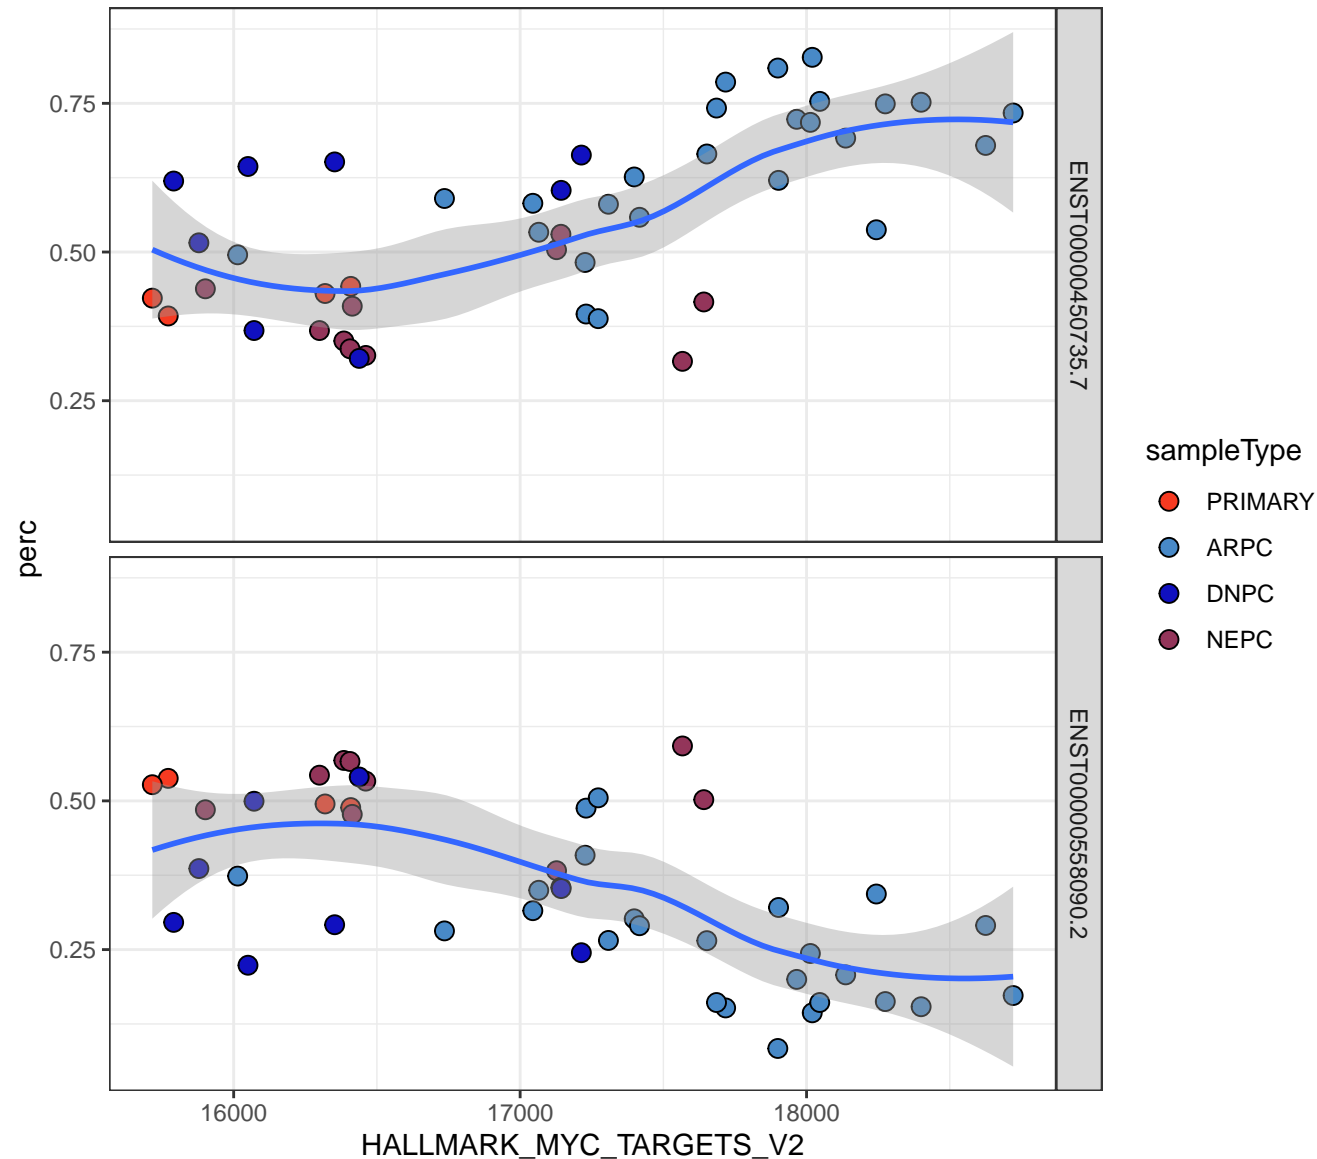 0.75
0.50
0.25
ENST00000450735.7
perc
0.75
0.50
0.25
ENST00000558090.2
16000 17000 18000
HALLMARK_MYC_TARGETS_V2
sampleType
PRIMARY
ARPC
DNPC
NEPC